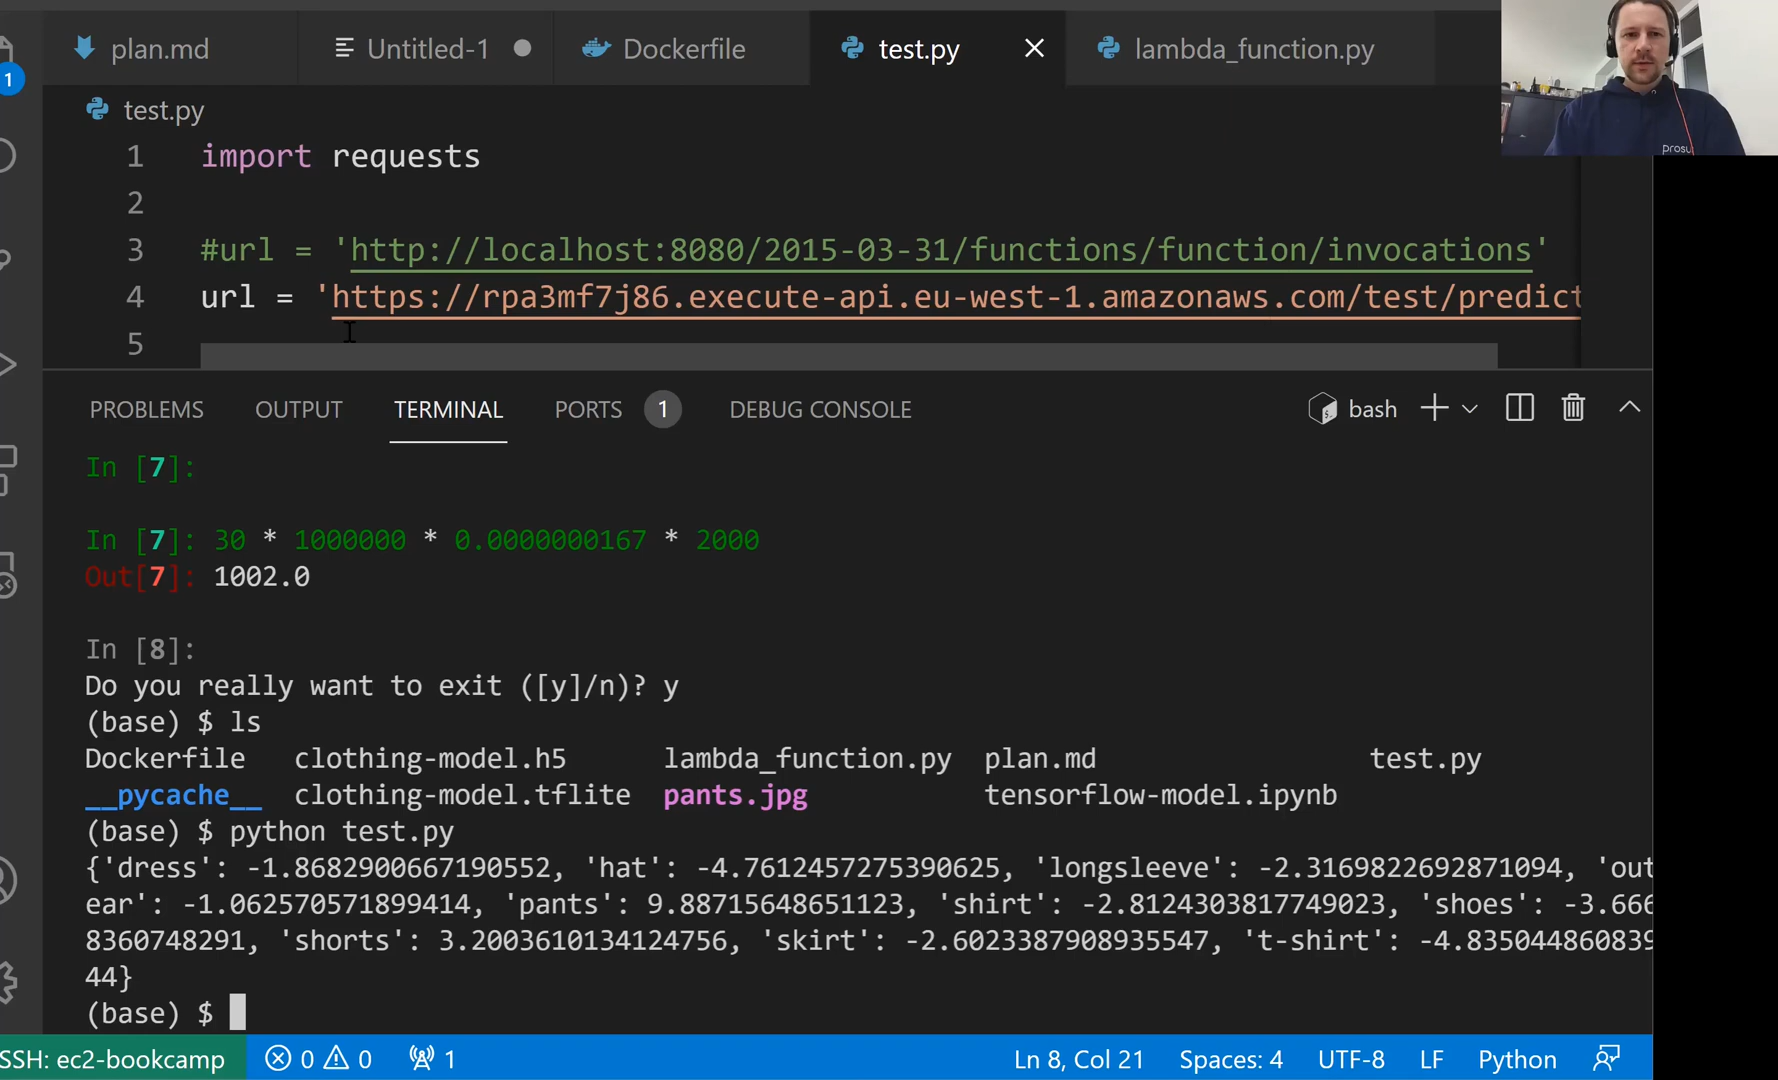 plan.md Untitled-1 Dockerfile test.py lambda_function.py
1
test.py
1 import requests
2
3 #url = 'http://localhost:8080/2015-03-31/functions/function/invocations'
4 url = 'https://rpa3mf7j86.execute-api.eu-west-1.amazonaws.com/test/predict
5
PROBLEMS OUTPUT TERMINAL PORTS 1 DEBUG CONSOLE bash
In [7]:
In [7]: 30 * 1000000 * 0.0000000167 * 2000
Out[7]: 1002.0
In [8]:
Do you really want to exit ([y]/n)? y
(base) $ ls
Dockerfile clothing-model.h5 lambda_function.py plan.md test.py
__pycache__ clothing-model.tflite pants.jpg tensorflow-model.ipynb
(base) $ python test.py
{'dress': -1.8682900667190552, 'hat': -4.7612457275390625, 'longsleeve': -2.3169822692871094, 'out
ear': -1.062570571899414, 'pants': 9.88715648651123, 'shirt': -2.8124303817749023, 'shoes': -3.666
8360748291, 'shorts': 3.2003610134124756, 'skirt': -2.6023387908935547, 't-shirt': -4.835044860839
44}
(base) $
SSH: ec2-bookcamp 0 0 1 Ln 8, Col 21 Spaces: 4 UTF-8 LF Python